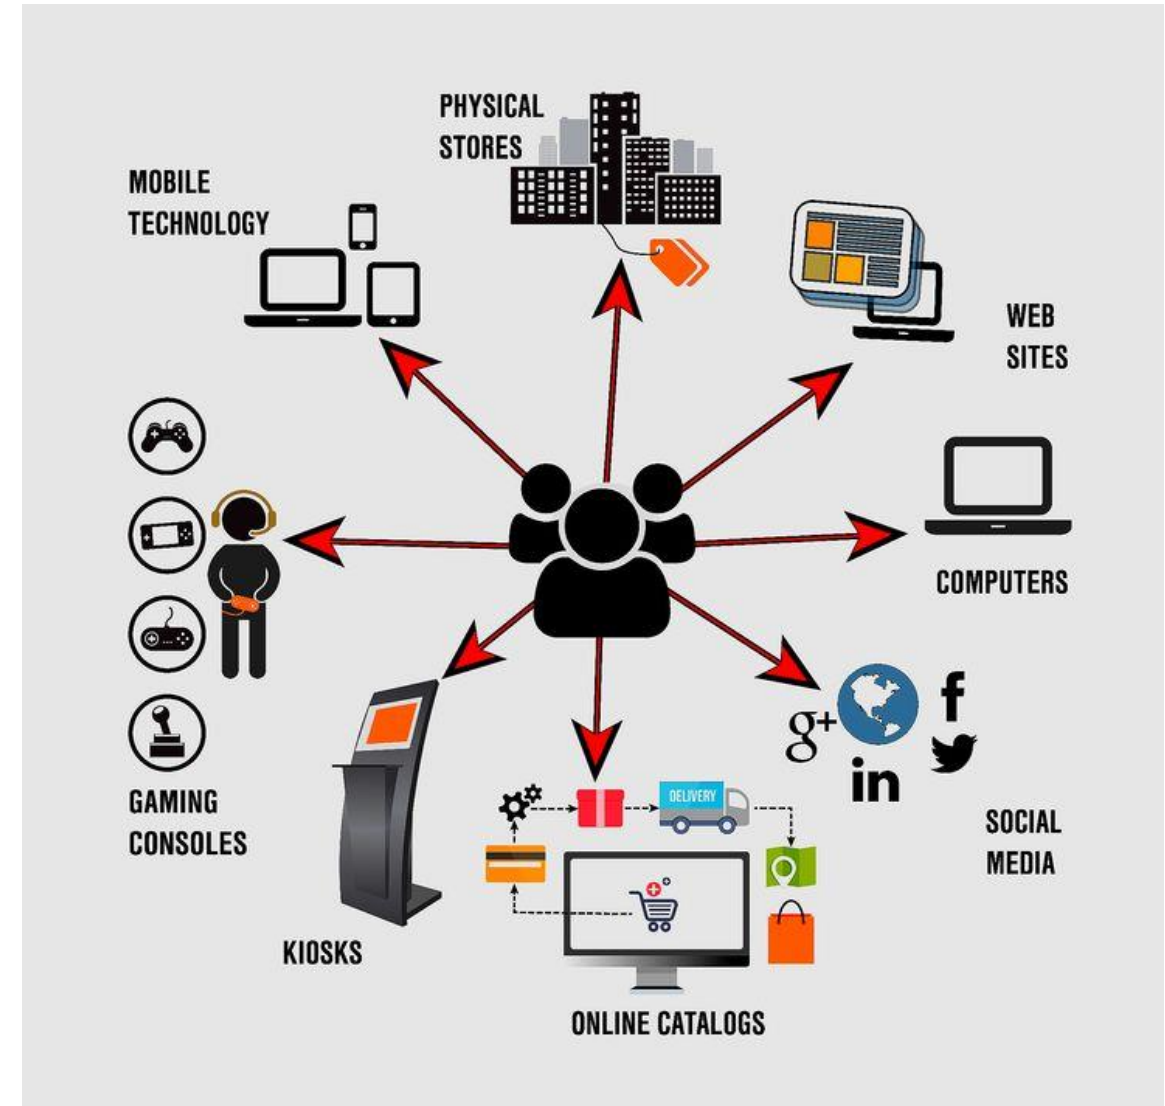 PHYSICAL
STORES
MOBILE
TECHNOLOGY
WEB
SITES
COMPUTERS
g+
f
in
DELIVERY
GAMING
CONSOLES
SOCIAL
MEDIA
KIOSKS
ONLINE CATALOGS